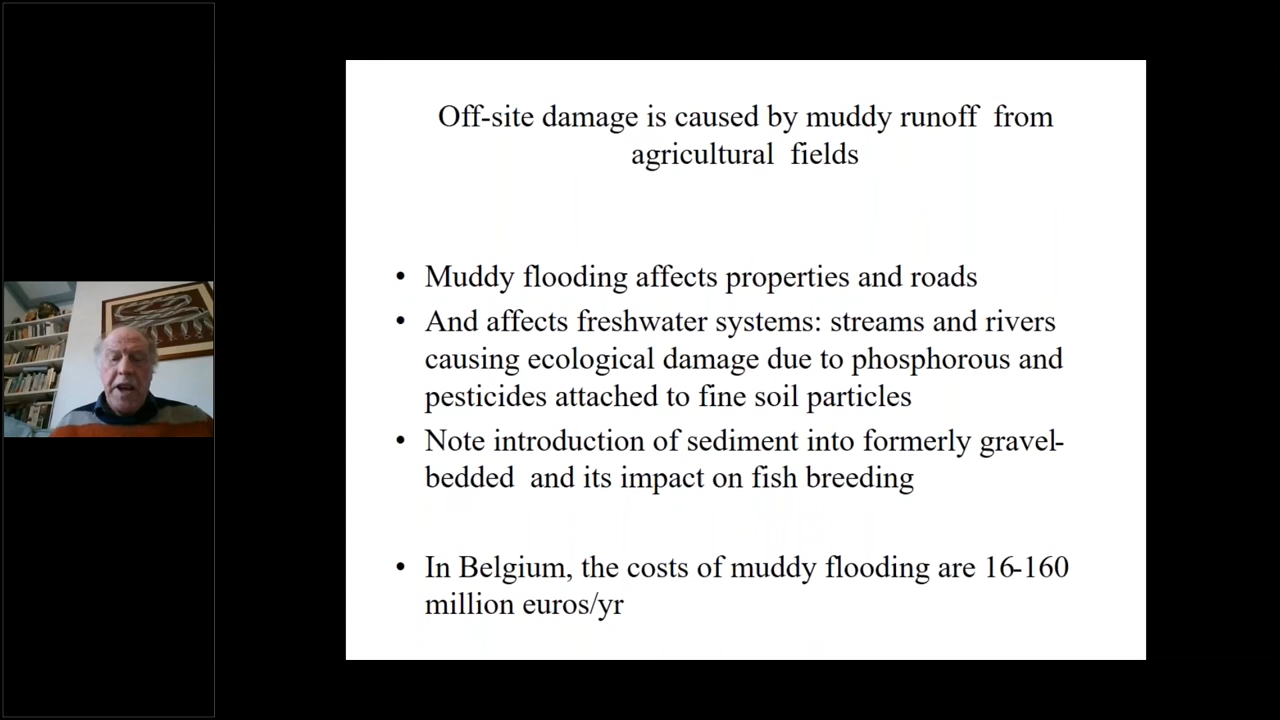 Off-site damage is caused by muddy runoff from
agricultural fields
• Muddy flooding affects properties and roads
• And affects freshwater systems: streams and rivers
causing ecological damage due to phosphorous and
pesticides attached to fine soil particles
• Note introduction of sediment into formerly gravel-
bedded and its impact on fish breeding
• In Belgium, the costs of muddy flooding are 16-160
million euros/yr